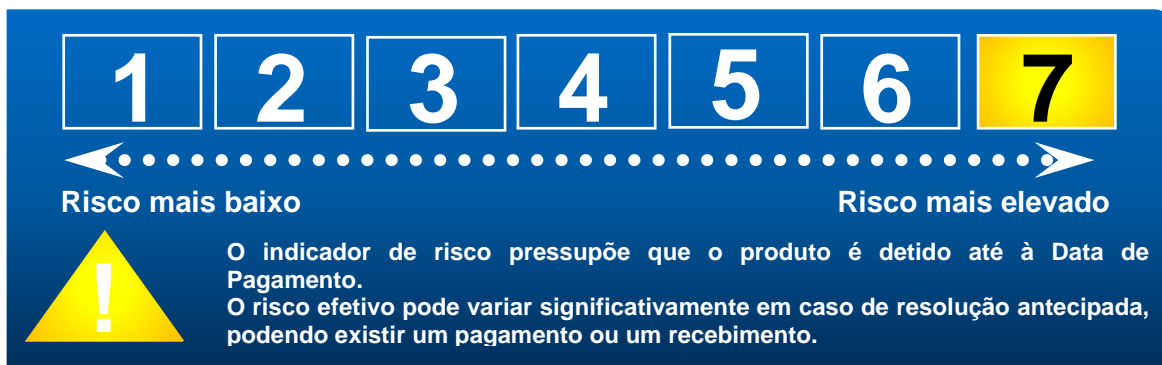 1 2 3 4 5 6 7
Risco mais baixo Risco mais elevado
!
O indicador de risco pressupõe que o produto é detido até à Data de
Pagamento.
O risco efetivo pode variar significativamente em caso de resolução antecipada,
podendo existir um pagamento ou um recebimento.